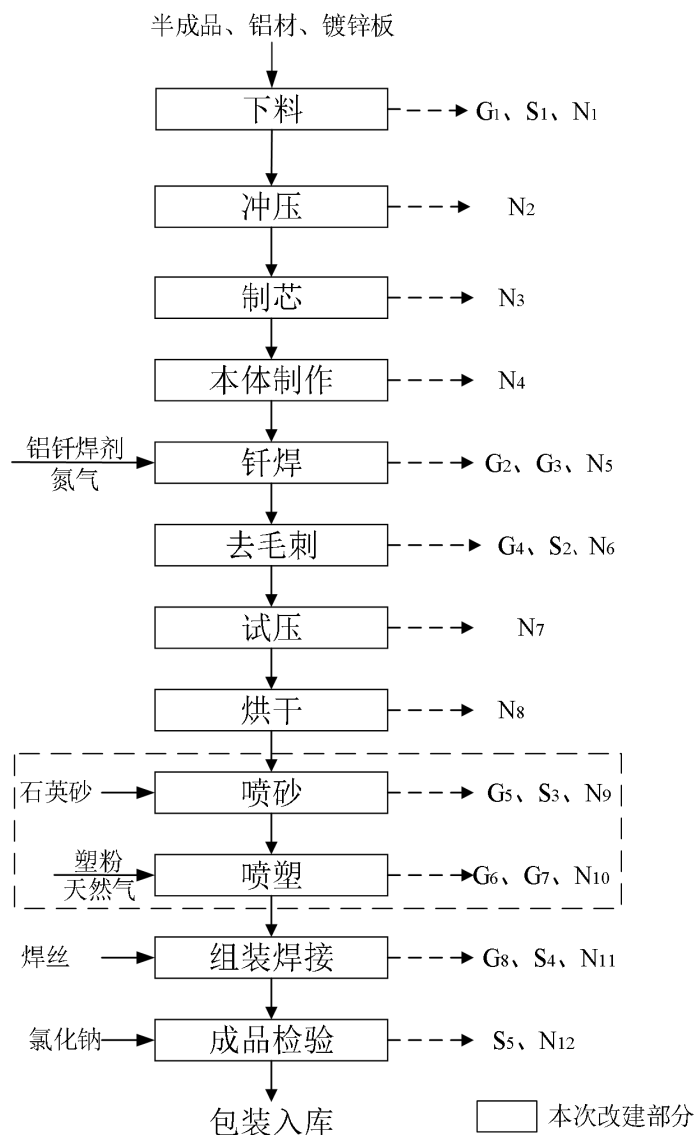 半成品、铝材、镀锌板
下料
G1、S1、N1
冲压
N2
制芯
N3
本体制作
N4
铝钎焊剂
氮气
钎焊
G2、G3、N5
去毛刺
G4、S2、N6
试压
N7
烘干
N8
石英砂
喷砂
G5、S3、N9
塑粉
天然气
喷塑
G6、G7、N10
焊丝
组装焊接
G8、S4、N11
氯化钠
成品检验
S5、N12
包装入库
本次改建部分